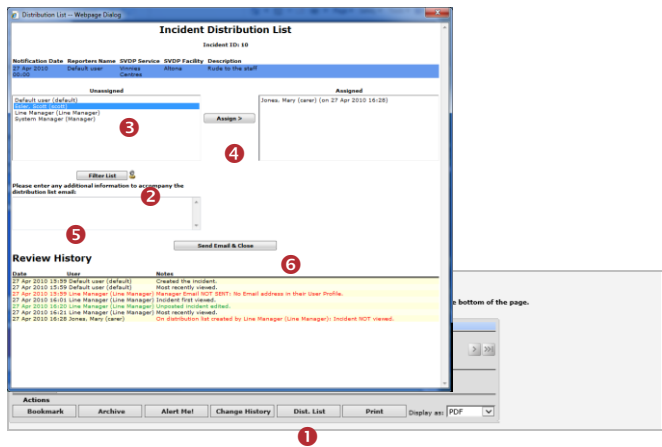 Distribution List -- Webpage Dialog
Incident Distribution List
Incident ID: 10
Notification Date Reporters Name SVDP Service SVDP Facility Description
27 Apr 2010 00:00 Default user Vinnies Centres Altona Rude to the staff
Unassigned
Assigned
Default user (default)
Jones, Mary (carer) (on 27 Apr 2010 16:28)
Line Manager (Line Manager)
System Manager (Manager)
3
Assign >
4
Filter List
2
Please enter any additional information to accompany the
distribution list email:
5
Send Email & Close
6
Review History
Date User Notes
27 Apr 2010 15:59 Default user (default) Created the incident.
27 Apr 2010 15:59 Default user (default) Most recently viewed.
27 Apr 2010 15:59 Line Manager (Line Manager) Manager Email NOT SENT: No Email address in their User Profile.
27 Apr 2010 16:01 Line Manager (Line Manager) Incident first viewed.
27 Apr 2010 16:20 Line Manager (Line Manager) Unposted incident edited.
27 Apr 2010 16:21 Line Manager (Line Manager) Most recently viewed.
27 Apr 2010 16:28 Jones, Mary (carer) On distribution list created by Line Manager (Line Manager): Incident NOT viewed.
e bottom of the page.
Actions
Bookmark Archive Alert Me! Change History Dist. List Print Display as: PDF
1